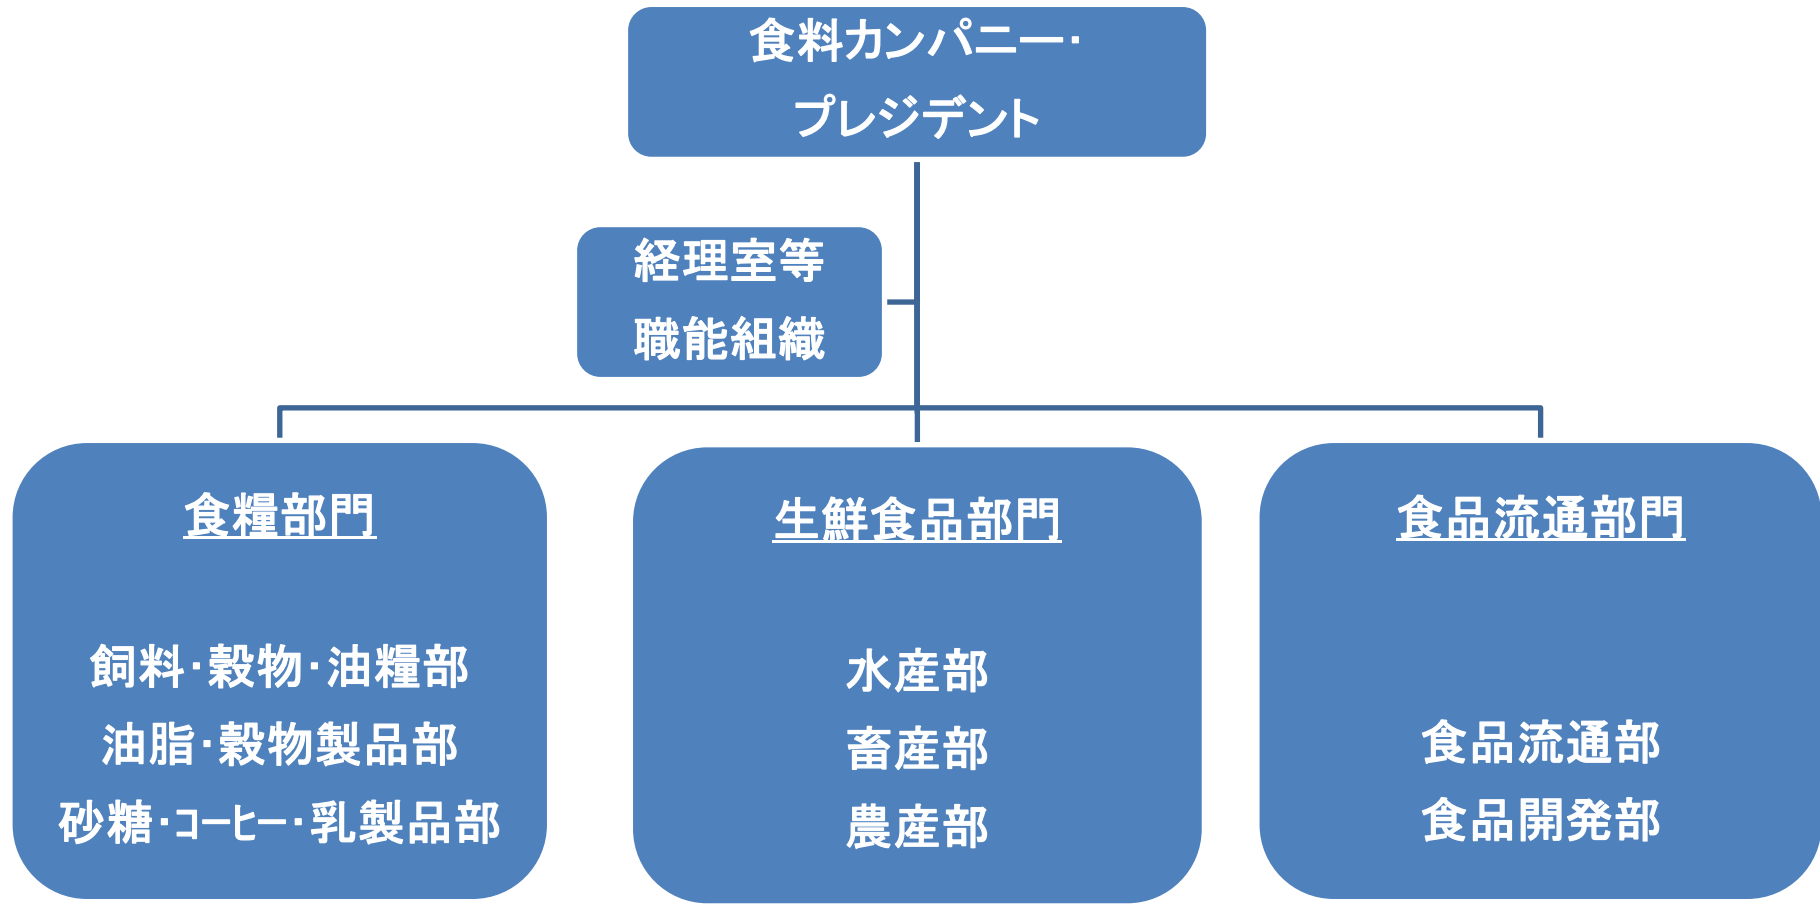 食料カンパニー・
プレジデント
経理室等
職能組織
食糧部門
飼料・穀物・油糧部
油脂・穀物製品部
砂糖・ｺｰﾋｰ・乳製品部
生鮮食品部門
水産部
畜産部
農産部
食品流通部門
食品流通部
食品開発部